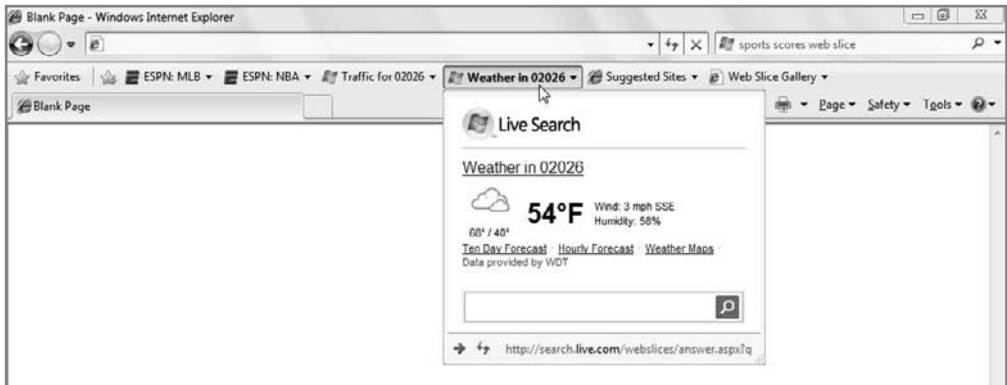 Blank Page - Windows Internet Explorer
sports scores web slice
Favorites ESPN: MLB ESPN: NBA Traffic for 02026 Weather in 02026 Suggested Sites Web Slice Gallery
Blank Page Page Safety Tools
Live Search
Weather in 02026
54°F Wind: 3 mph SSE
Humidity: 58%
68° / 40°
Ten Day Forecast · Hourly Forecast · Weather Maps ·
Data provided by WDT
http://search.live.com/webslices/answer.aspx?q